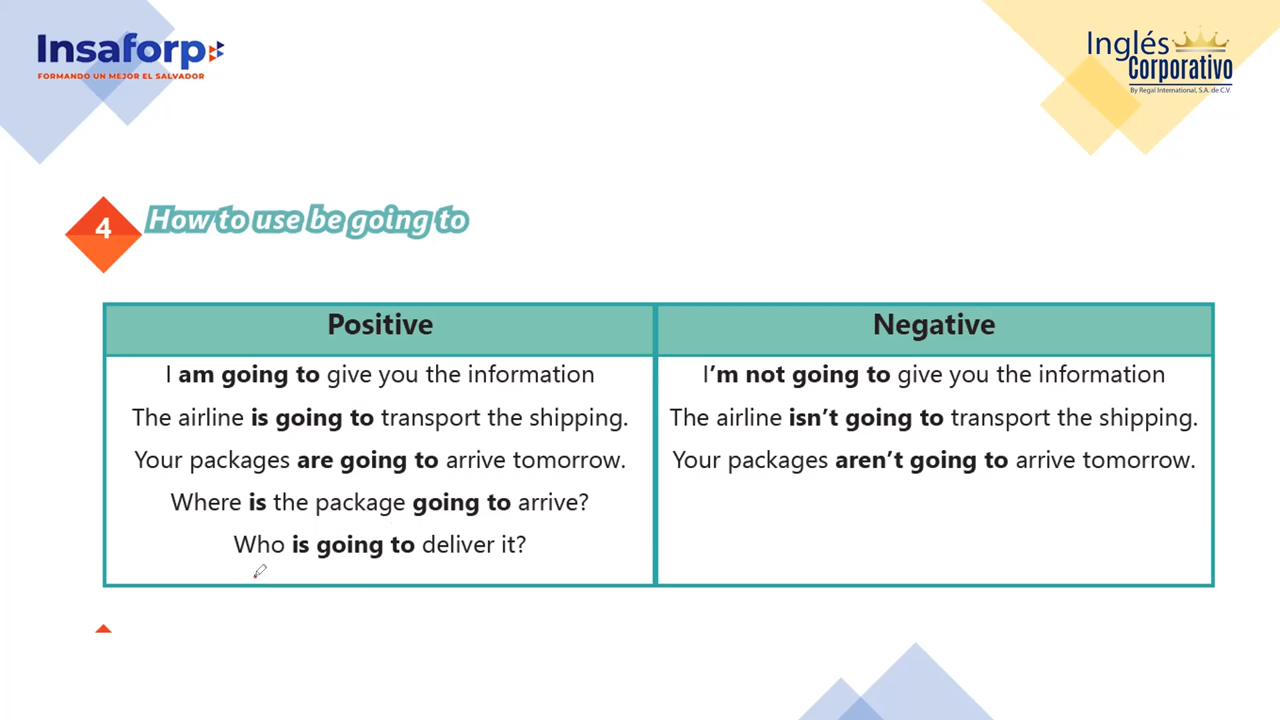 Insaforp
FORMANDO UN MEJOR EL SALVADOR
Inglés
Corporativo
By Regal International, S.A. de C.V.
4
How to use be going to
Positive
Negative
I am going to give you the information
I’m not going to give you the information
The airline is going to transport the shipping.
The airline isn’t going to transport the shipping.
Your packages are going to arrive tomorrow.
Your packages aren’t going to arrive tomorrow.
Where is the package going to arrive?
Who is going to deliver it?